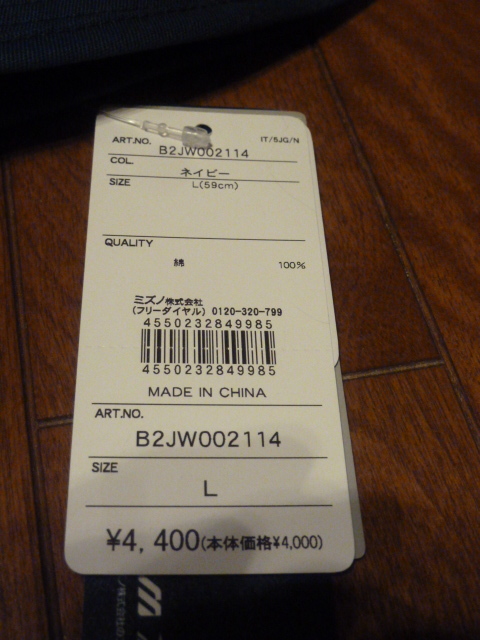 ART.NO.
IT/5JG/N
B2JW002114
COL.
ネイビー
SIZE
L(59cm)
QUALITY
綿 100%
ミズノ株式会社
(フリーダイヤル) 0120-320-799
4550232849985
4550232849985
MADE IN CHINA
ART.NO.
B2JW002114
SIZE
L
¥4,400(本体価格¥4,000)